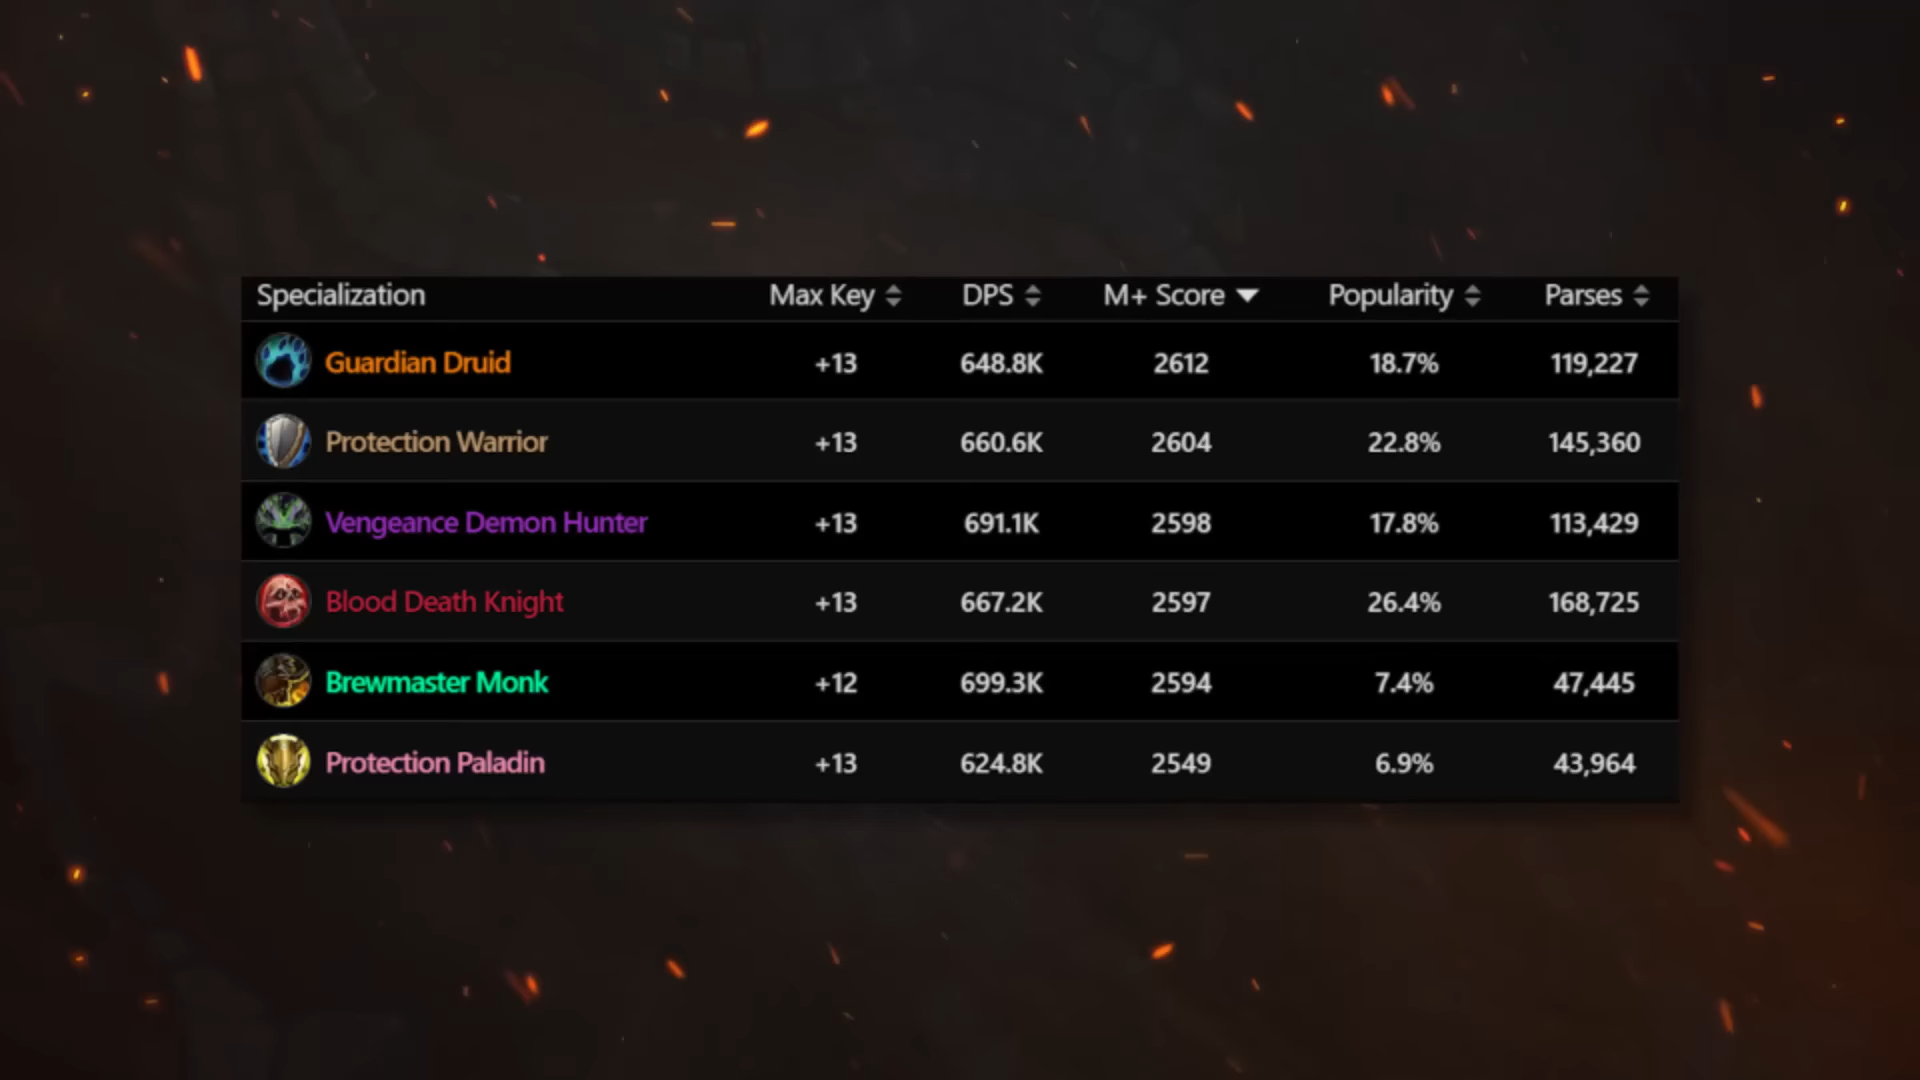 Specialization Max Key DPS M+ Score Popularity Parses
Guardian Druid +13 648.8K 2612 18.7% 119,227
Protection Warrior +13 660.6K 2604 22.8% 145,360
Vengeance Demon Hunter +13 691.1K 2598 17.8% 113,429
Blood Death Knight +13 667.2K 2597 26.4% 168,725
Brewmaster Monk +12 699.3K 2594 7.4% 47,445
Protection Paladin +13 624.8K 2549 6.9% 43,964